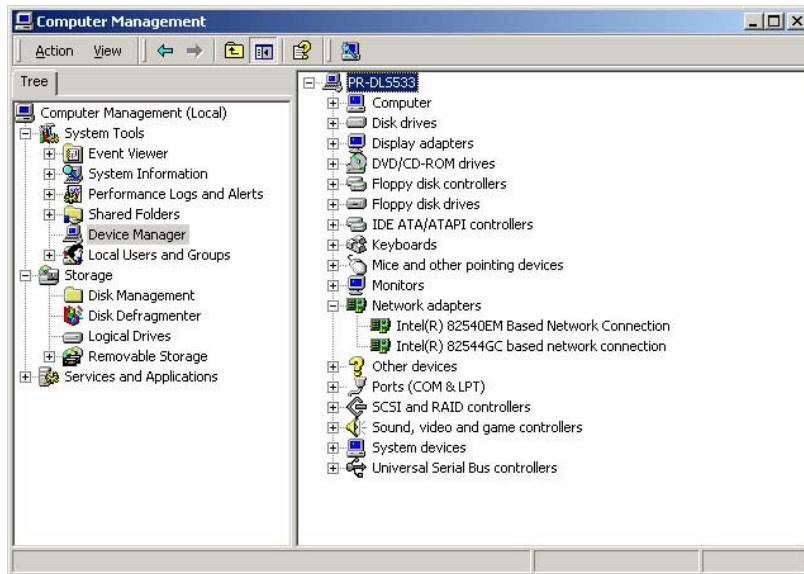 Computer Management
Action View
Tree
Computer Management (Local)
System Tools
Event Viewer
System Information
Performance Logs and Alerts
Shared Folders
Device Manager
Local Users and Groups
Storage
Disk Management
Disk Defragmenter
Logical Drives
Removable Storage
Services and Applications
PR-DLS533
Computer
Disk drives
Display adapters
DVD/CD-ROM drives
Floppy disk controllers
Floppy disk drives
IDE ATA/ATAPI controllers
Keyboards
Mice and other pointing devices
Monitors
Network adapters
Intel(R) 82540EM Based Network Connection
Intel(R) 82544GC based network connection
Other devices
Ports (COM & LPT)
SCSI and RAID controllers
Sound, video and game controllers
System devices
Universal Serial Bus controllers